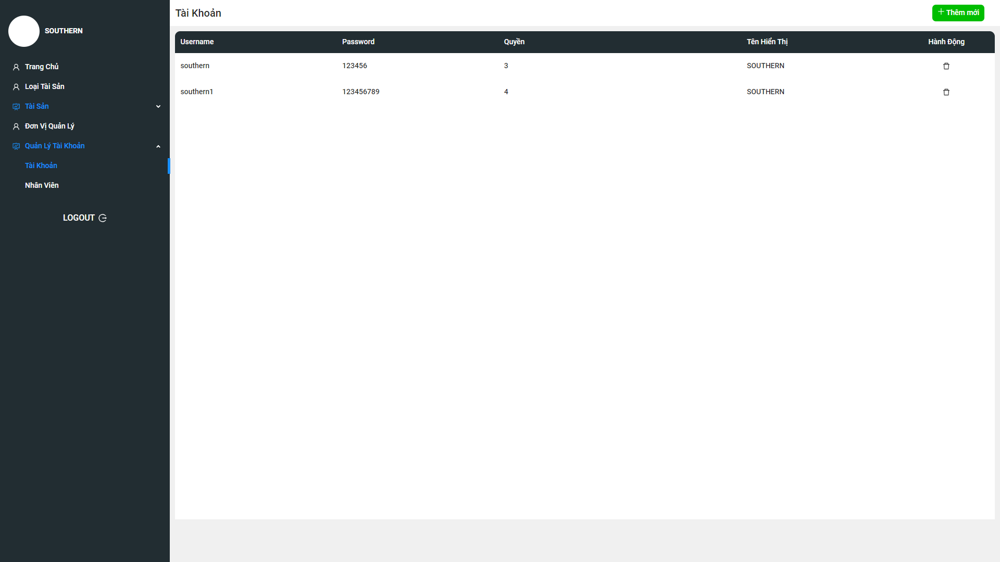 SOUTHERN
Trang Chủ
Loại Tài Sản
Tài Sản
Đơn Vị Quản Lý
Quản Lý Tài Khoản
Tài Khoản
Nhân Viên
LOGOUT
Tài Khoản
Thêm mới
Username Password Quyền Tên Hiển Thị Hành Động
southern 123456 3 SOUTHERN
southern1 123456789 4 SOUTHERN